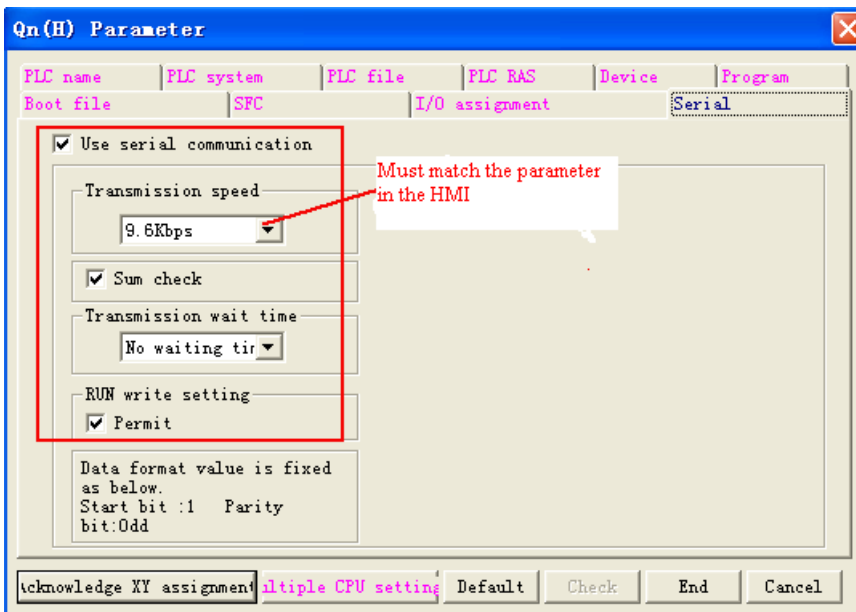 Qn(H) Parameter
PLC name PLC system PLC file PLC RAS Device Program
Boot file SFC I/O assignment Serial
Use serial communication
Must match the parameter
in the HMI
Transmission speed
9.6Kbps
Sum check
Transmission wait time
No waiting tir
RUN write setting
Permit
Data format value is fixed
as below.
Start bit :1 Parity
bit:Odd
Acknowledge XY assignment ultiple CPU setting Default Check End Cancel